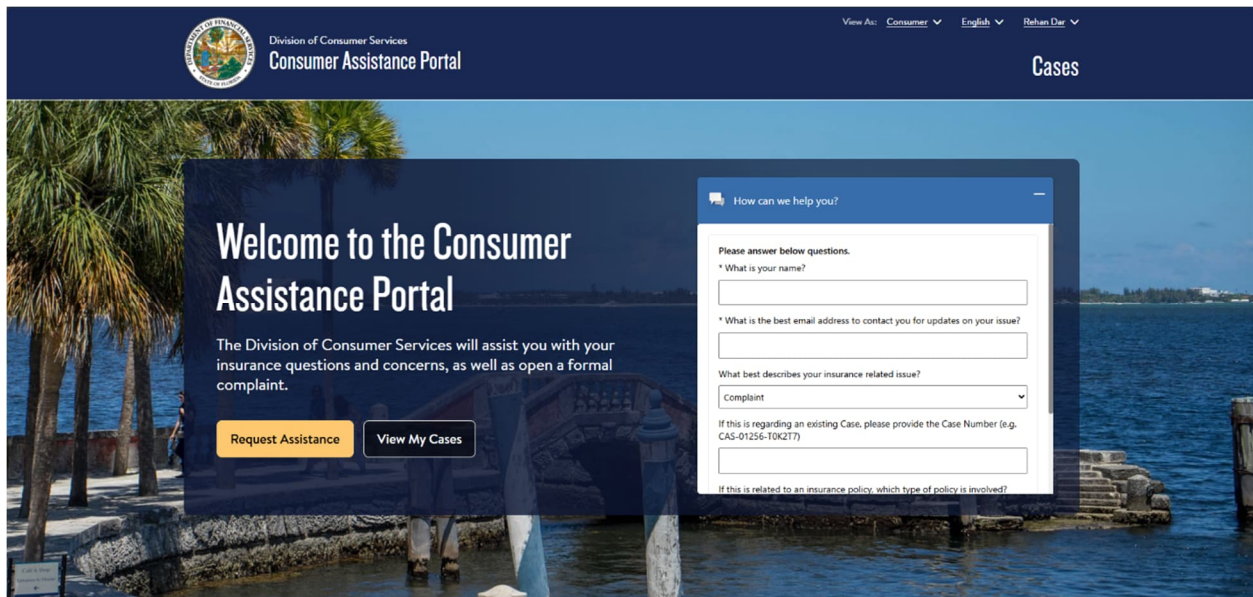 Division of Consumer Services
Consumer Assistance Portal
View As: Consumer
English
Rehan Dar
Cases
Welcome to the Consumer
Assistance Portal
The Division of Consumer Services will assist you with your
insurance questions and concerns, as well as open a formal
complaint.
Request Assistance
View My Cases
How can we help you?
Please answer below questions.
* What is your name?
* What is the best email address to contact you for updates on your issue?
What best describes your insurance related issue?
Complaint
If this is regarding an existing Case, please provide the Case Number (e.g.
CAS-01256-T0K2T7)
If this is related to an insurance policy, which type of policy is involved?